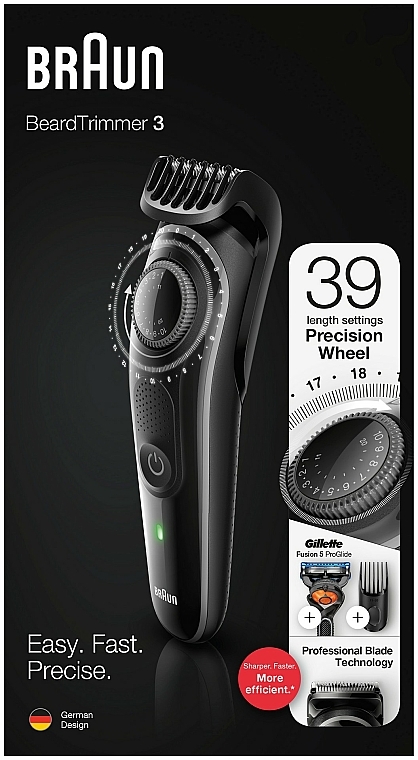 BRAUN
BeardTrimmer 3
39
length settings
Precision
Wheel
17 18
Gillette
Fusion 5 ProGlide
+ +
Professional Blade
Technology
Sharper. Faster.
More
efficient.*
BRAUN
Easy. Fast.
Precise.
German
Design